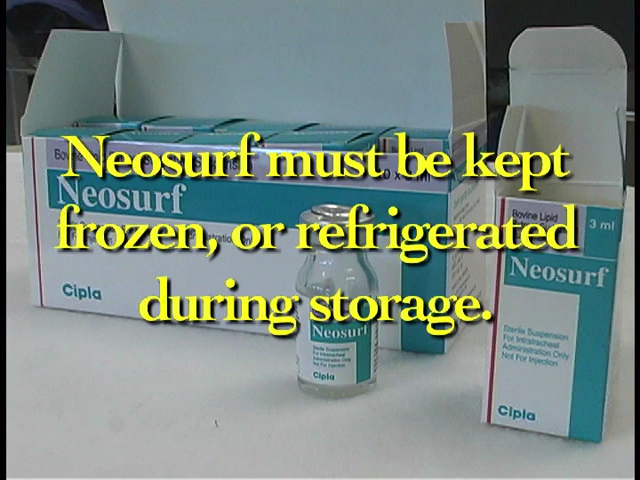 Neosurf must be kept
frozen, or refrigerated
during storage.
Bovine
Neosurf
Cipla
Neosurf
Sterile Suspension
For Intratracheal
Administration Only
Not For Injection
Cipla
Bovine Lipid
3 ml
Neosurf
Sterile Suspension
For Intratracheal
Administration Only
Not For Injection
Cipla